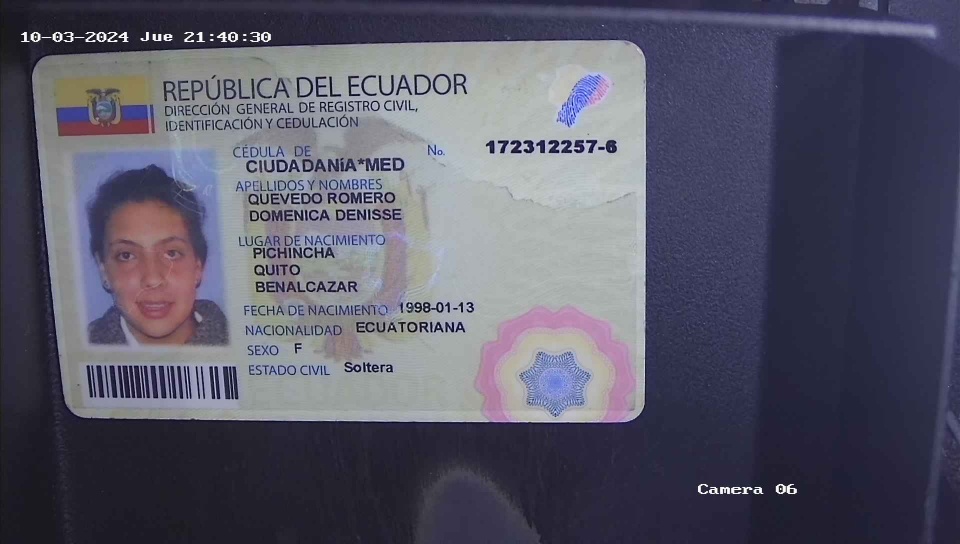 10-03-2024 Jue 21:40:30
REPÚBLICA DEL ECUADOR
DIRECCIÓN GENERAL DE REGISTRO CIVIL,
IDENTIFICACIÓN Y CEDULACIÓN
CÉDULA DE No. 172312257-6
CIUDADANÍA*MED
APELLIDOS Y NOMBRES
QUEVEDO ROMERO
DOMENICA DENISSE
LUGAR DE NACIMIENTO
PICHINCHA
QUITO
BENALCAZAR
FECHA DE NACIMIENTO 1998-01-13
NACIONALIDAD ECUATORIANA
SEXO F
ESTADO CIVIL Soltera
Camera 06